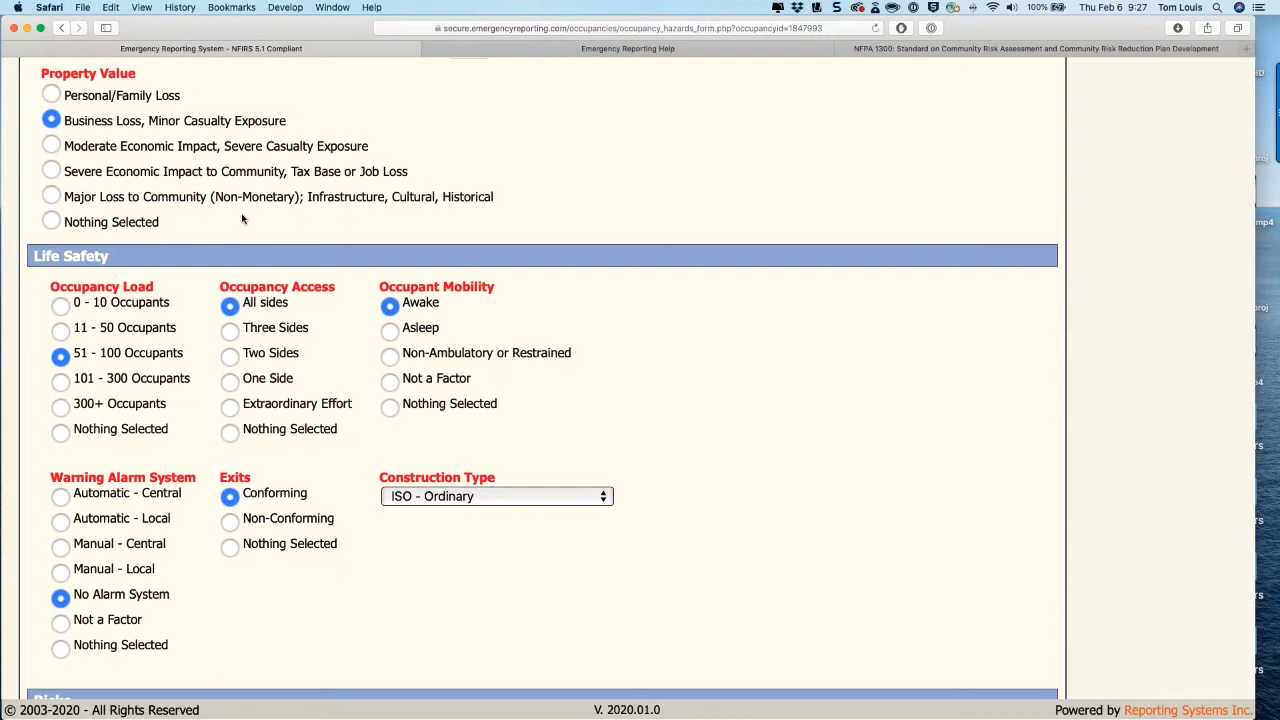 Safari File Edit View History Bookmarks Develop Window Help 100% Thu Feb 6 9:27 Tom Louis
secure.emergencyreporting.com/occupancies/occupancy_hazards_form.php?occupancyid=1847993
Emergency Reporting System - NFIRS 5.1 Compliant Emergency Reporting Help NFPA 1300: Standard on Community Risk Assessment and Community Risk Reduction Plan Development
Property Value
Personal/Family Loss
Business Loss, Minor Casualty Exposure
Moderate Economic Impact, Severe Casualty Exposure
Severe Economic Impact to Community, Tax Base or Job Loss
Major Loss to Community (Non-Monetary); Infrastructure, Cultural, Historical
Nothing Selected
Life Safety
Occupancy Load Occupancy Access Occupant Mobility
0 - 10 Occupants All sides Awake
11 - 50 Occupants Three Sides Asleep
51 - 100 Occupants Two Sides Non-Ambulatory or Restrained
101 - 300 Occupants One Side Not a Factor
300+ Occupants Extraordinary Effort Nothing Selected
Nothing Selected Nothing Selected
Warning Alarm System Exits Construction Type
Automatic - Central Conforming ISO - Ordinary
Automatic - Local Non-Conforming
Manual - Central Nothing Selected
Manual - Local
No Alarm System
Not a Factor
Nothing Selected
© 2003-2020 - All Rights Reserved V. 2020.01.0 Powered by Reporting Systems Inc.